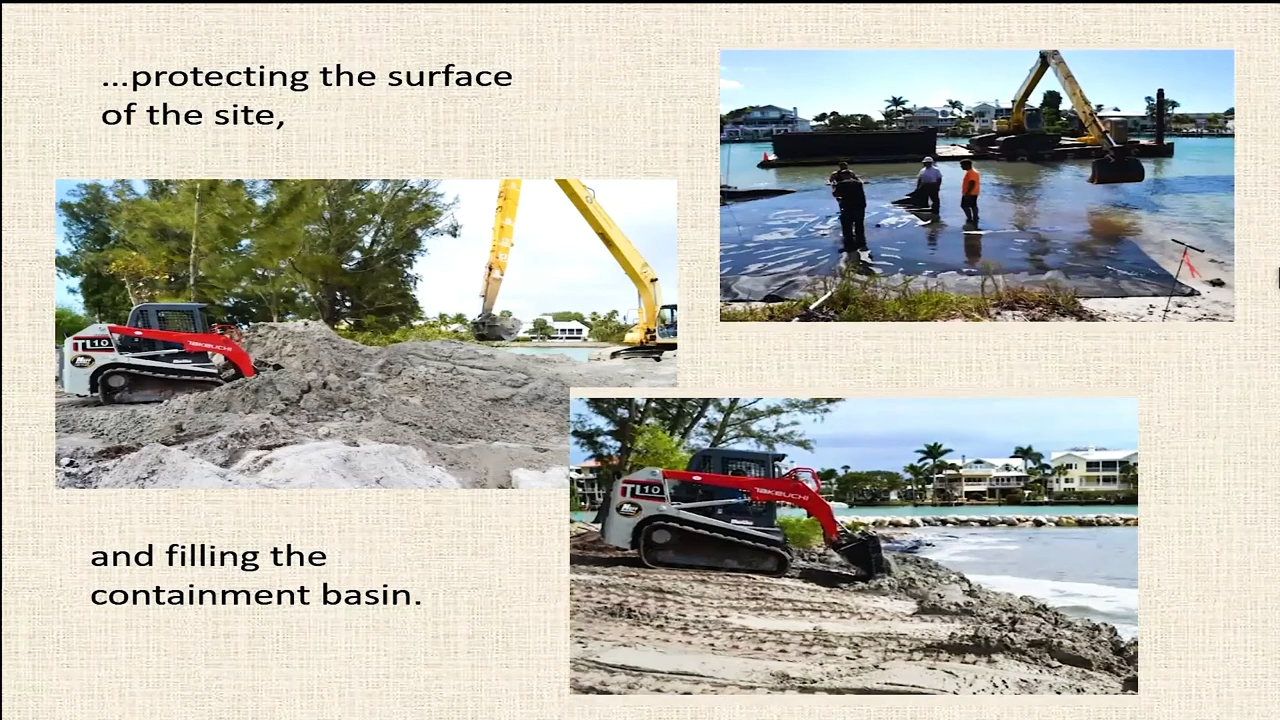 ...protecting the surface
of the site,
TAKEUCHI
TL10
TAKEUCHI
TL10
and filling the
containment basin.